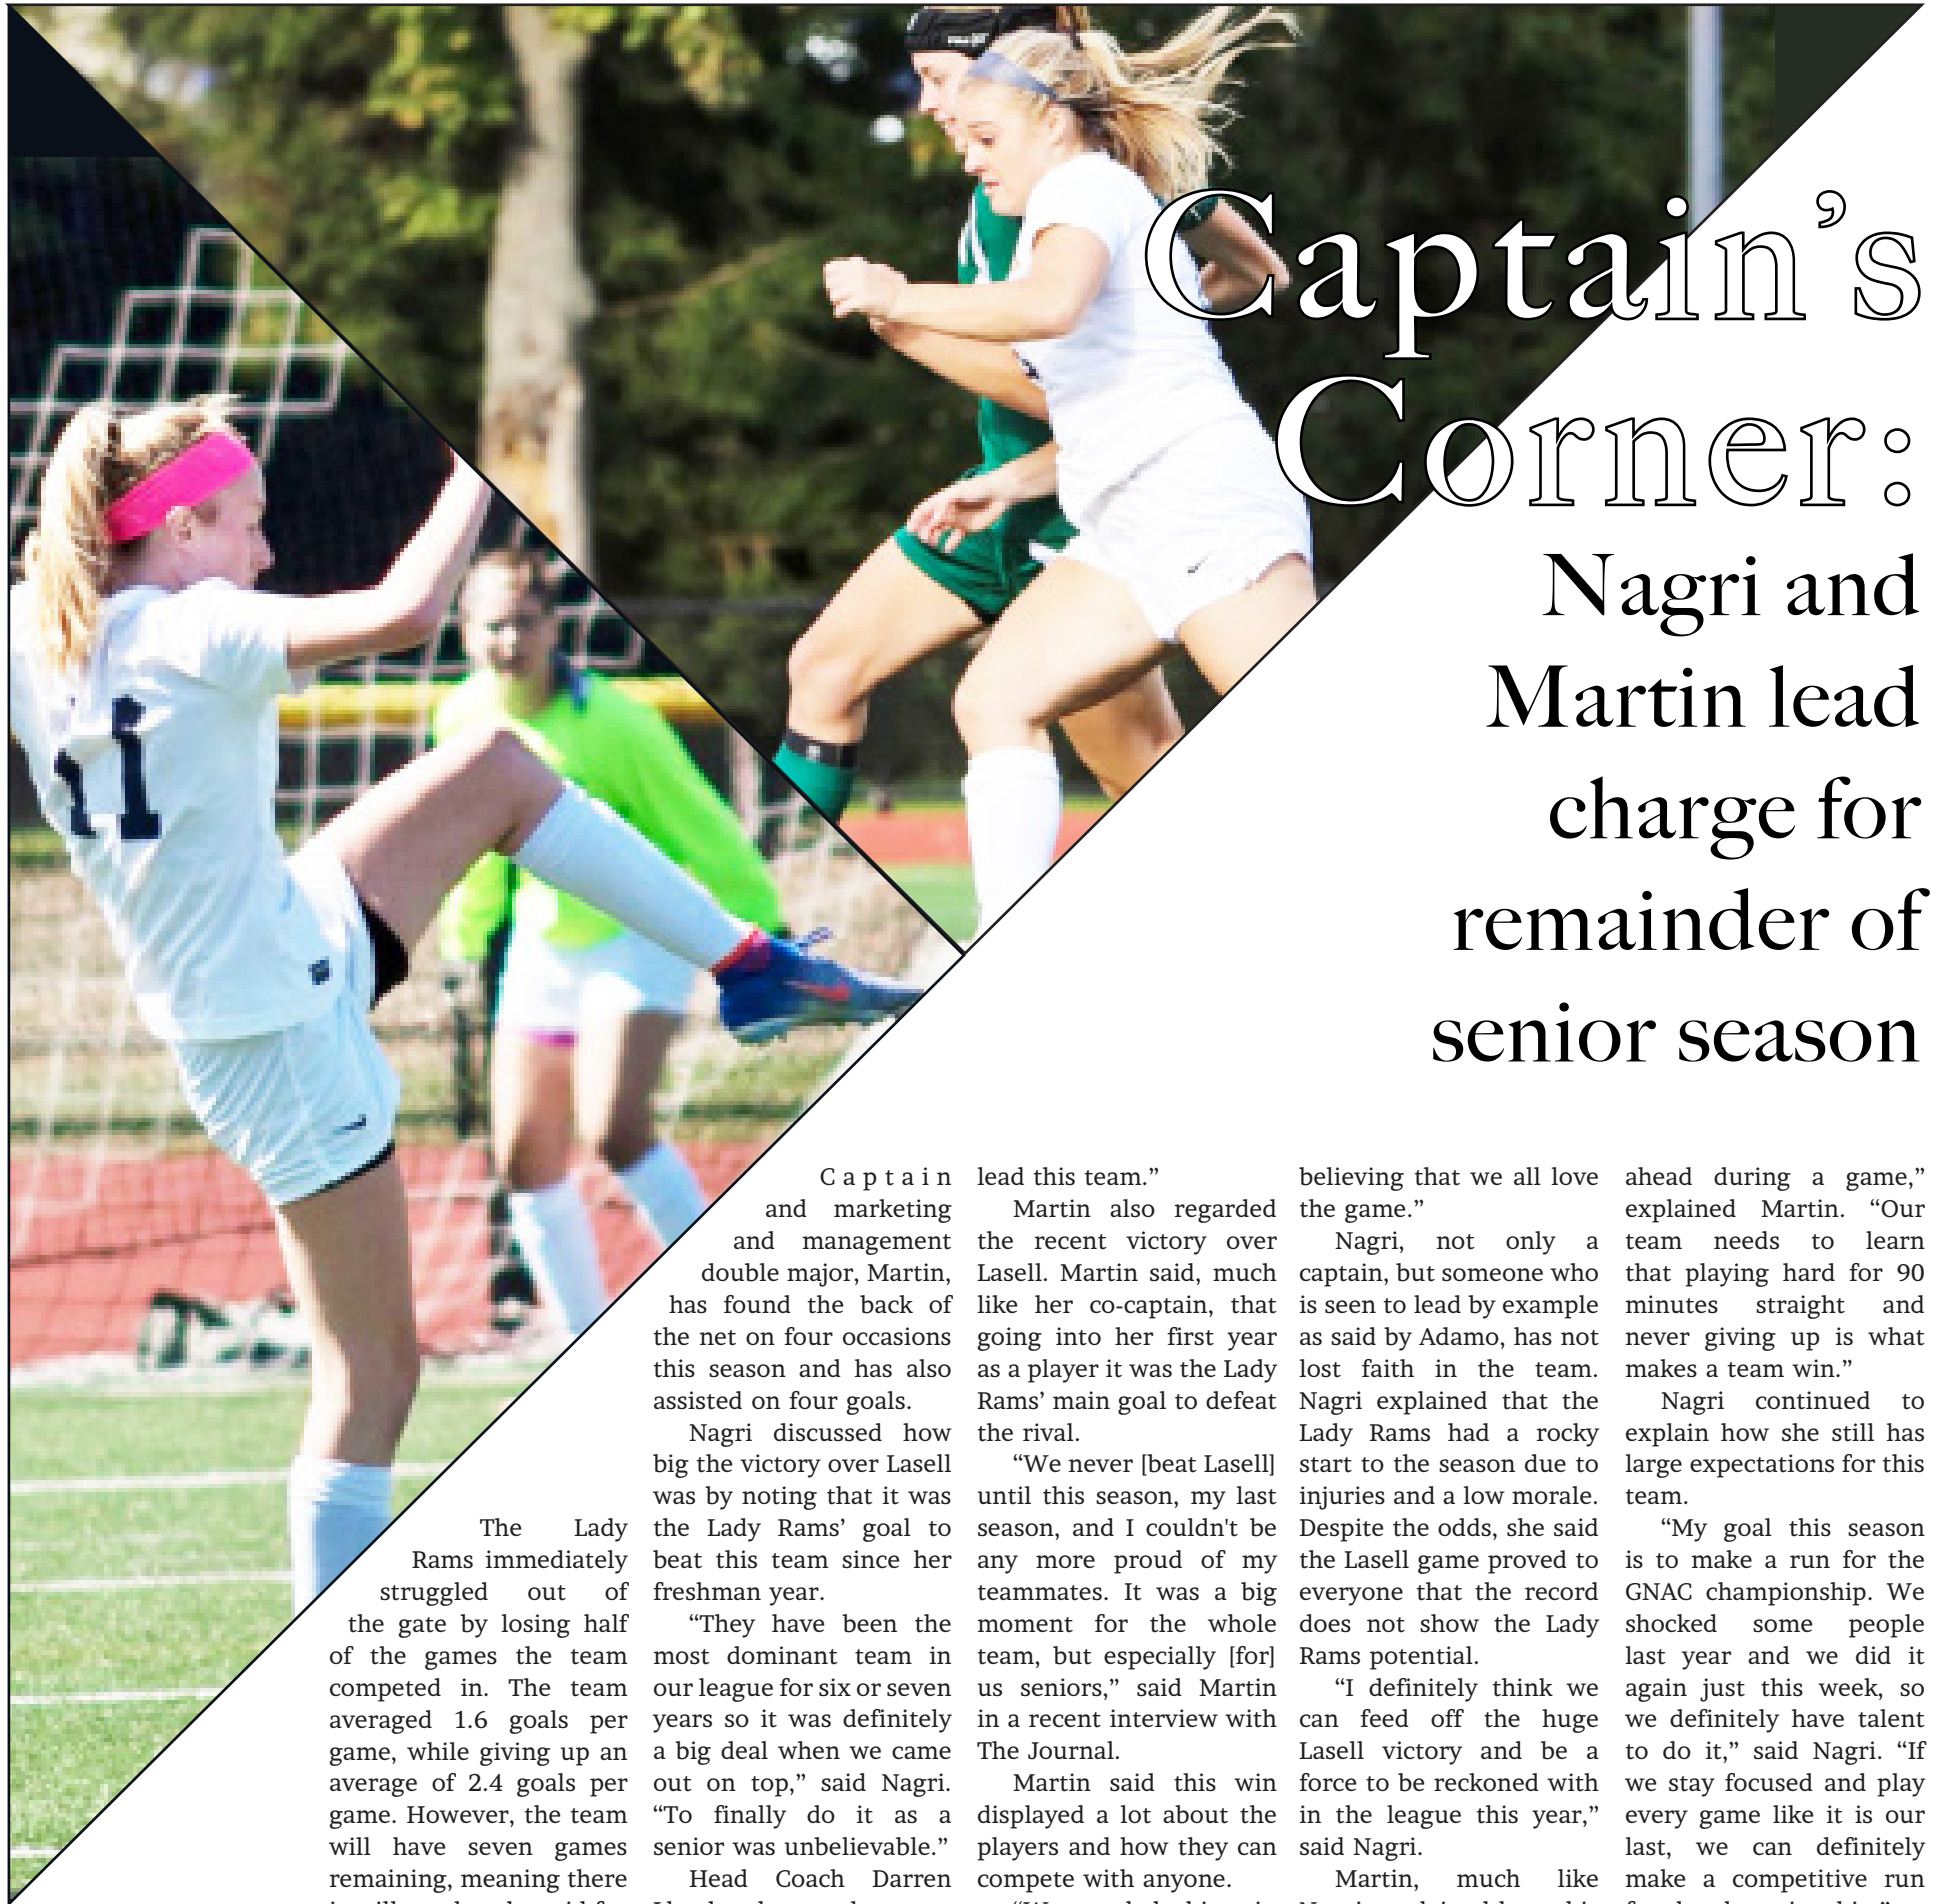 Captain’s
Corner:
Nagri and
Martin lead
charge for
remainder of
senior season
11
The Lady
Rams immediately
struggled out of
the gate by losing half
of the games the team
competed in. The team
averaged 1.6 goals per
game, while giving up an
average of 2.4 goals per
game. However, the team
will have seven games
remaining, meaning there
Captain
and marketing
and management
double major, Martin,
has found the back of
the net on four occasions
this season and has also
assisted on four goals.
Nagri discussed how
big the victory over Lasell
was by noting that it was
the Lady Rams’ goal to
beat this team since her
freshman year.
“They have been the
most dominant team in
our league for six or seven
years so it was definitely
a big deal when we came
out on top,” said Nagri.
“To finally do it as a
senior was unbelievable.”
Head Coach Darren
lead this team.”
Martin also regarded
the recent victory over
Lasell. Martin said, much
like her co-captain, that
going into her first year
as a player it was the Lady
Rams’ main goal to defeat
the rival.
“We never [beat Lasell]
until this season, my last
season, and I couldn't be
any more proud of my
teammates. It was a big
moment for the whole
team, but especially [for]
us seniors,” said Martin
in a recent interview with
The Journal.
Martin said this win
displayed a lot about the
players and how they can
compete with anyone.
believing that we all love
the game.”
Nagri, not only a
captain, but someone who
is seen to lead by example
as said by Adamo, has not
lost faith in the team.
Nagri explained that the
Lady Rams had a rocky
start to the season due to
injuries and a low morale.
Despite the odds, she said
the Lasell game proved to
everyone that the record
does not show the Lady
Rams potential.
“I definitely think we
can feed off the huge
Lasell victory and be a
force to be reckoned with
in the league this year,”
said Nagri.
Martin, much like
ahead during a game,”
explained Martin. “Our
team needs to learn
that playing hard for 90
minutes straight and
never giving up is what
makes a team win.”
Nagri continued to
explain how she still has
large expectations for this
team.
“My goal this season
is to make a run for the
GNAC championship. We
shocked some people
last year and we did it
again just this week, so
we definitely have talent
to do it,” said Nagri. “If
we stay focused and play
every game like it is our
last, we can definitely
make a competitive run